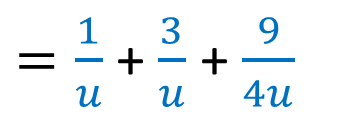 = 1/u + 3/u + 9/4u